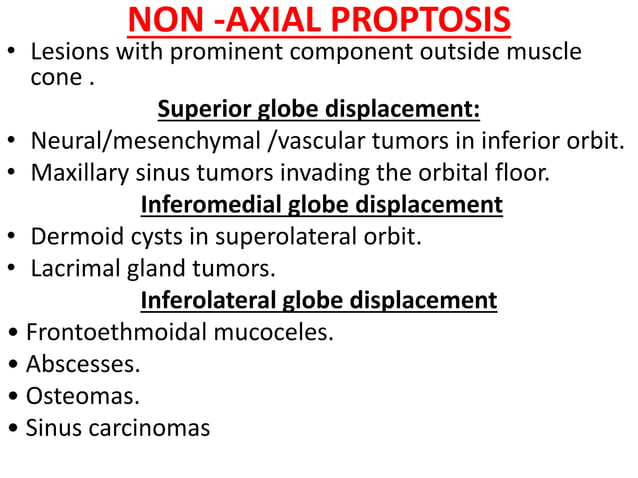 NON -AXIAL PROPTOSIS
• Lesions with prominent component outside muscle
cone .
Superior globe displacement:
• Neural/mesenchymal /vascular tumors in inferior orbit.
• Maxillary sinus tumors invading the orbital floor.
Inferomedial globe displacement
• Dermoid cysts in superolateral orbit.
• Lacrimal gland tumors.
Inferolateral globe displacement
• Frontoethmoidal mucoceles.
• Abscesses.
• Osteomas.
• Sinus carcinomas